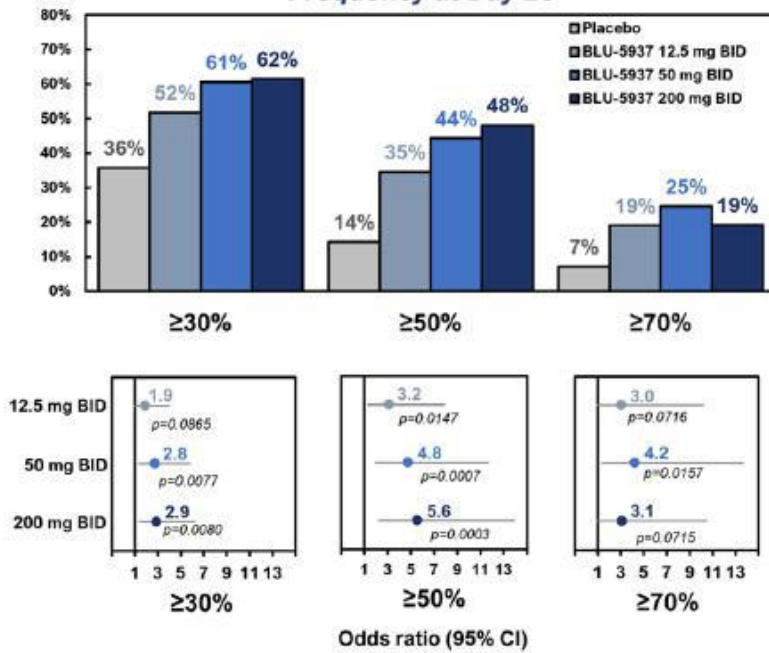 80%
70%
60%
50%
40%
30%
20%
10%
0%
Placebo
BLU-5937 12.5 mg BID
BLU-5937 50 mg BID
BLU-5937 200 mg BID
36%
52%
61%
62%
14%
35%
44%
48%
7%
19%
25%
19%
≥30%
≥50%
≥70%
12.5 mg BID
50 mg BID
200 mg BID
1.9
p=0.0865
2.8
p=0.0077
2.9
p=0.0080
1 3 5 7 9 11 13
≥30%
3.2
p=0.0147
4.8
p=0.0007
5.6
p=0.0003
1 3 5 7 9 11 13
≥50%
3.0
p=0.0716
4.2
p=0.0157
3.1
p=0.0715
1 3 5 7 9 11 13
≥70%
Odds ratio (95% CI)